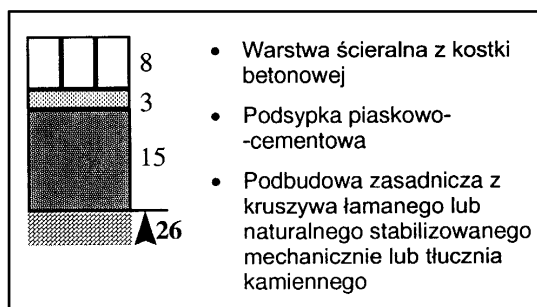 8
3
15
26
• Warstwa ścieralna z kostki
betonowej
• Podsypka piaskowo-
-cementowa
• Podbudowa zasadnicza z
kruszywa łamanego lub
naturalnego stabilizowanego
mechanicznie lub tłucznia
kamiennego